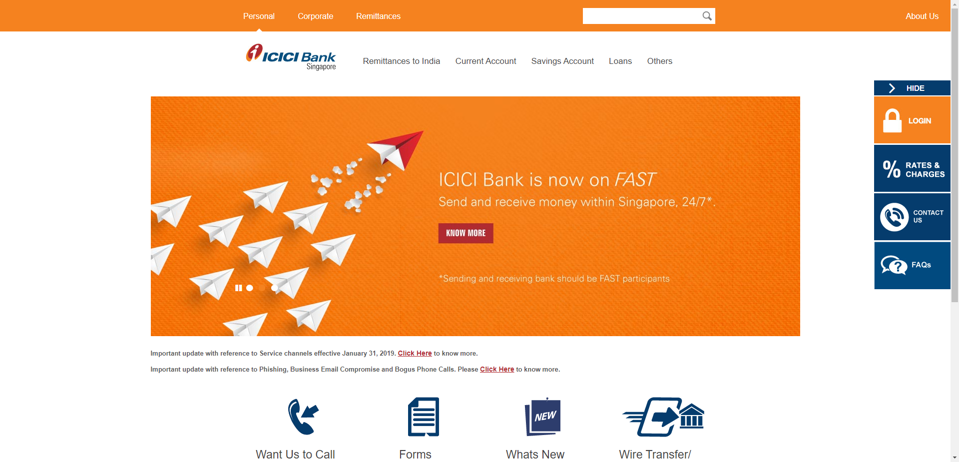 Personal Corporate Remittances
About Us
i ICICI Bank
Singapore
Remittances to India Current Account Savings Account Loans Others
HIDE
LOGIN
% RATES &
CHARGES
CONTACT
US
? FAQs
ICICI Bank is now on FAST
Send and receive money within Singapore, 24/7*.
KNOW MORE
*Sending and receiving bank should be FAST participants
Important update with reference to Service channels effective January 31, 2019. Click Here to know more.
Important update with reference to Phishing, Business Email Compromise and Bogus Phone Calls. Please Click Here to know more.
NEW
Want Us to Call Forms Whats New Wire Transfer/